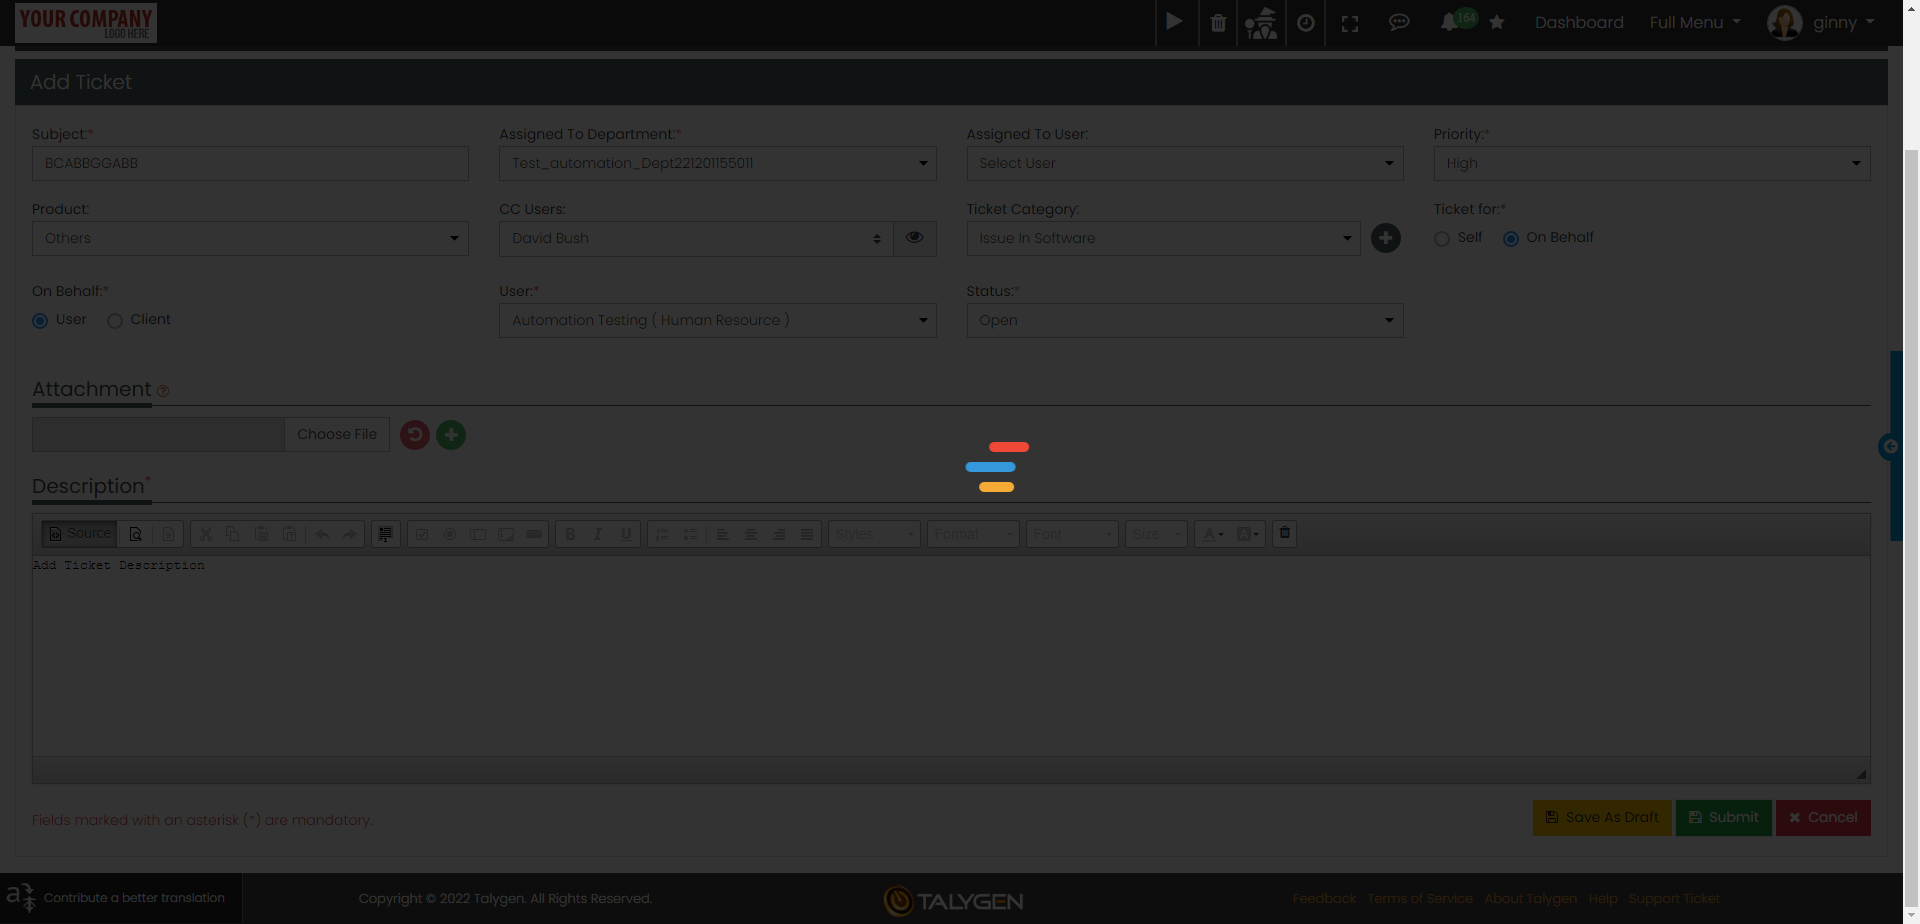 YOUR COMPANY
LOGO HERE
164
Dashboard
Full Menu
ginny
Add Ticket
Subject:*
Assigned To Department:*
Assigned To User:
Priority:*
BCABBGGABB
Test_automation_Dept221201155011
Select User
High
Product:
CC Users:
Ticket Category:
Ticket for:*
Others
David Bush
Issue In Software
Self
On Behalf
On Behalf:*
User:*
Status:*
User
Client
Automation Testing ( Human Resource )
Open
Attachment
Choose File
Description*
Source
Styles
Format
Font
Size
Add Ticket Description
Fields marked with an asterisk (*) are mandatory.
Save As Draft
Submit
Cancel
Contribute a better translation
Copyright © 2022 Talygen. All Rights Reserved.
TALYGEN
Feedback
Terms of Service
About Talygen
Help
Support Ticket